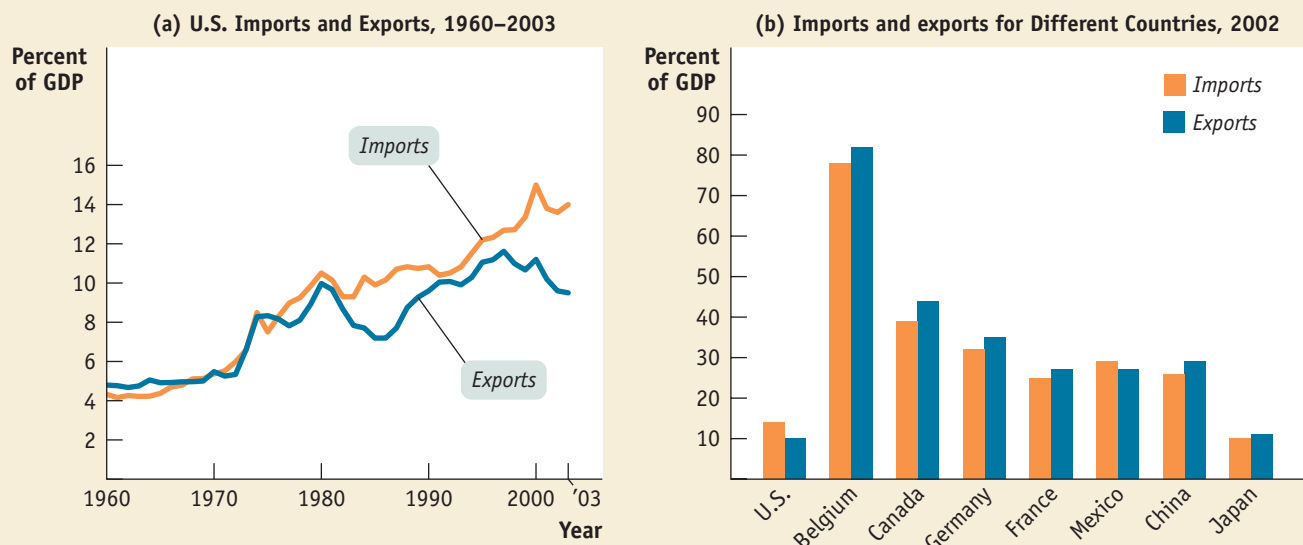 (a) U.S. Imports and Exports, 1960–2003
Percent
of GDP
16
14
12
10
8
6
4
2
Imports
Exports
1960
1970
1980
1990
2000
'03
Year
(b) Imports and exports for Different Countries, 2002
Percent
of GDP
Imports
Exports
90
80
70
60
50
40
30
20
10
U.S.
Belgium
Canada
Germany
France
Mexico
China
Japan